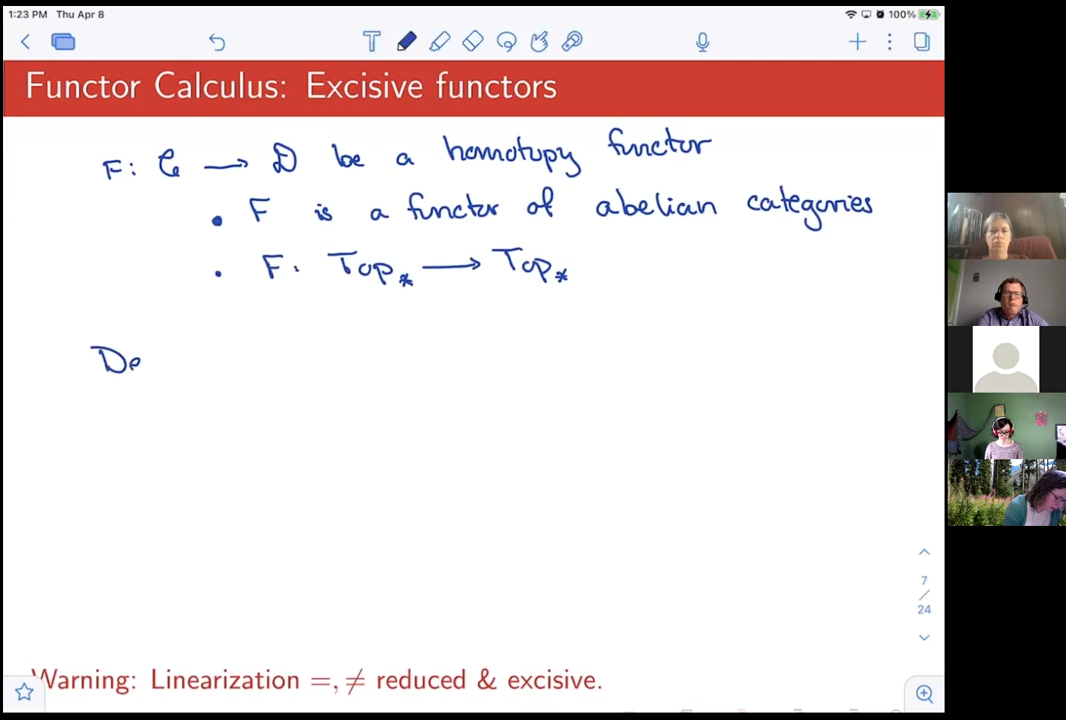 1:23 PM Thu Apr 8
100%
Functor Calculus: Excisive functors
F: C → D be a homotopy functor
• F is a functor of abelian categories
• F: Top* → Top*
De
7
/
24
Warning: Linearization =, ≠ reduced & excisive.